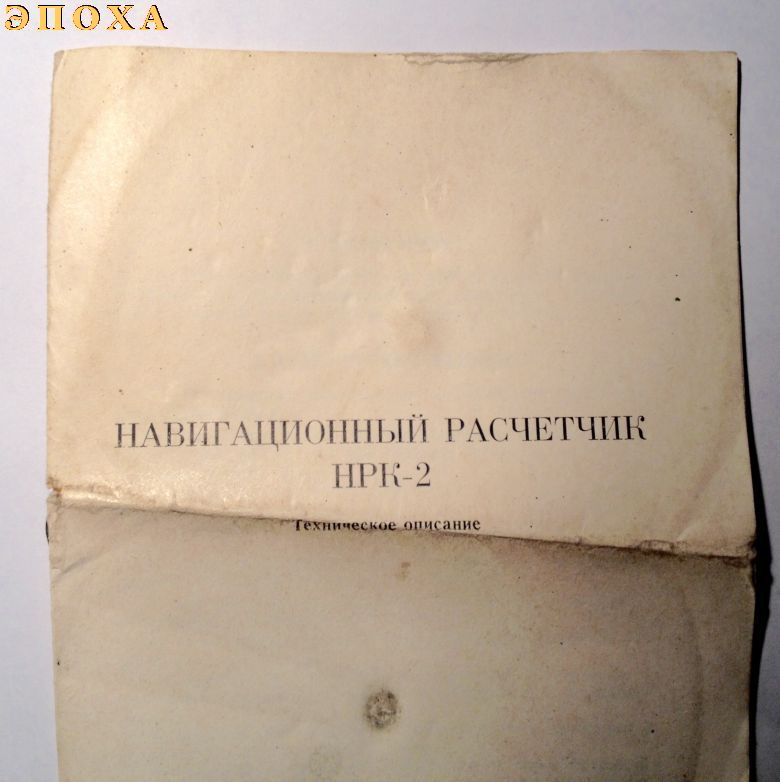 ЭПОХА
НАВИГАЦИОННЫЙ РАСЧЕТЧИК
НРК-2
Техническое описание